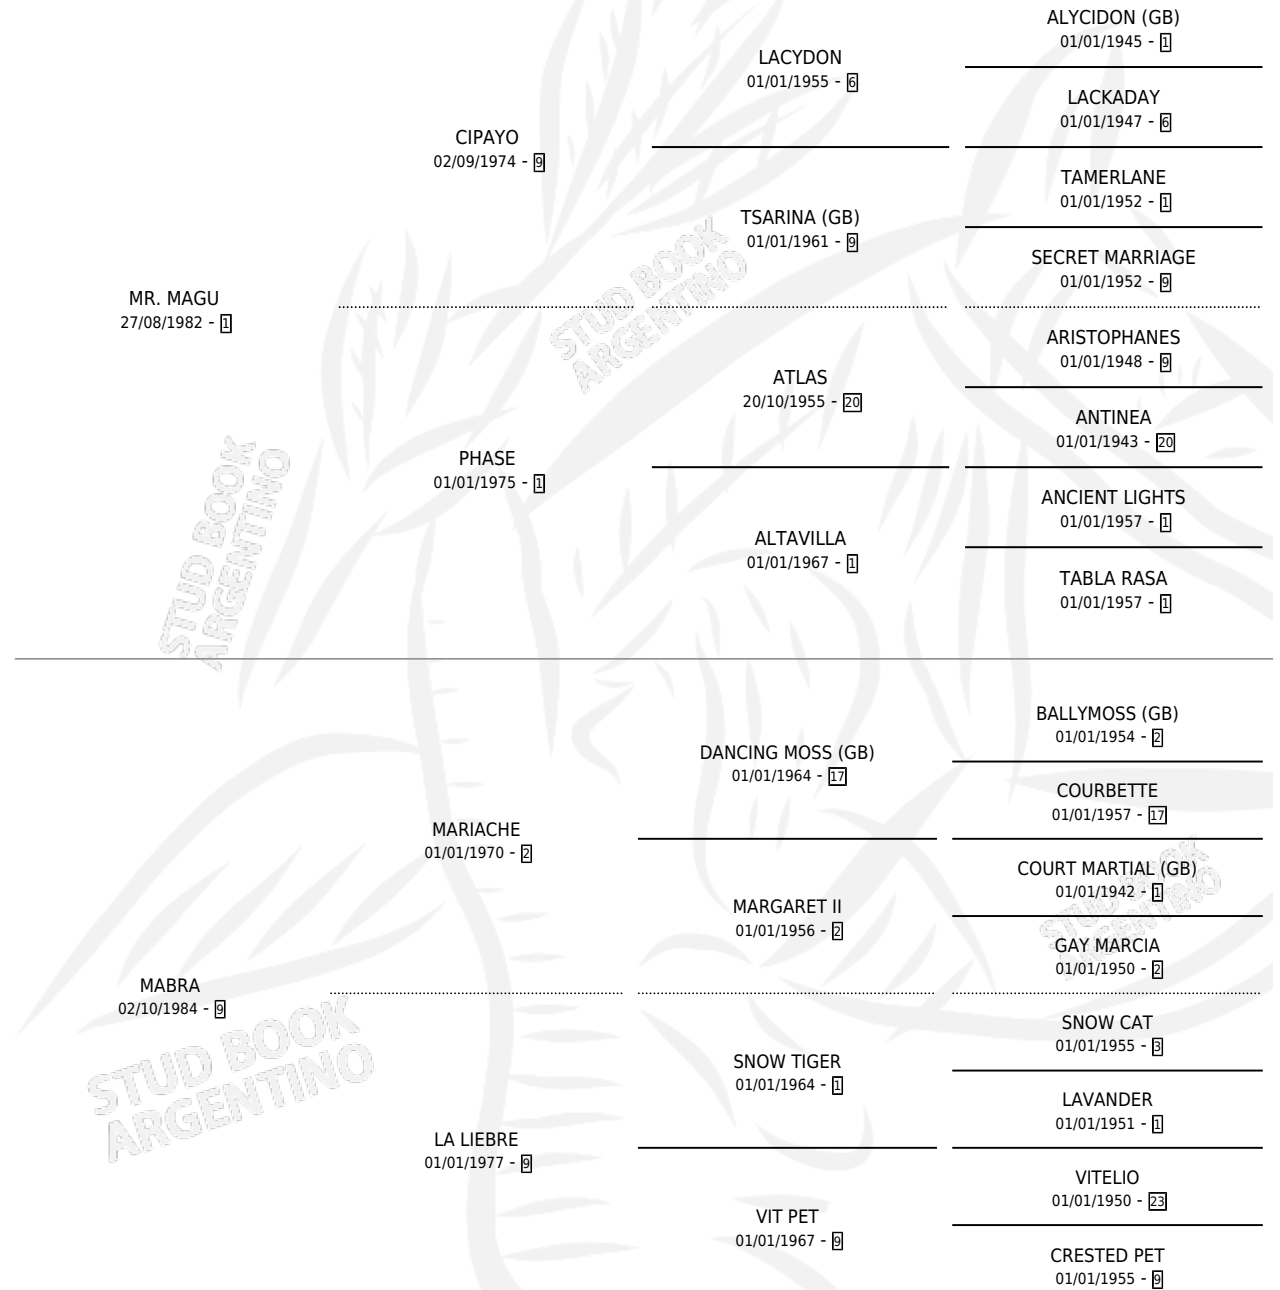 ALYCIDON (GB)
01/01/1945 - 1
LACYDON
01/01/1955 - 6
LACKADAY
01/01/1947 - 6
CIPAYO
02/09/1974 - 9
TAMERLANE
01/01/1952 - 1
TSARINA (GB)
01/01/1961 - 9
SECRET MARRIAGE
01/01/1952 - 9
MR. MAGU
27/08/1982 - 1
ARISTOPHANES
01/01/1948 - 9
ATLAS
20/10/1955 - 20
ANTINEA
01/01/1943 - 20
PHASE
01/01/1975 - 1
ANCIENT LIGHTS
01/01/1957 - 1
ALTAVILLA
01/01/1967 - 1
TABLA RASA
01/01/1957 - 1
STUD BOOK
ARGENTINO
STUD BOOK
ARGENTINO
BALLYMOSS (GB)
01/01/1954 - 2
DANCING MOSS (GB)
01/01/1964 - 17
COURBETTE
01/01/1957 - 17
MARIACHE
01/01/1970 - 2
COURT MARTIAL (GB)
01/01/1942 - 1
MARGARET II
01/01/1956 - 2
GAY MARCIA
01/01/1950 - 2
MABRA
02/10/1984 - 9
SNOW CAT
01/01/1955 - 3
SNOW TIGER
01/01/1964 - 1
LAVANDER
01/01/1951 - 1
LA LIEBRE
01/01/1977 - 9
VITELIO
01/01/1950 - 23
VIT PET
01/01/1967 - 9
CRESTED PET
01/01/1955 - 9
STUD BOOK
ARGENTINO
STUD BOOK
ARGENTINO